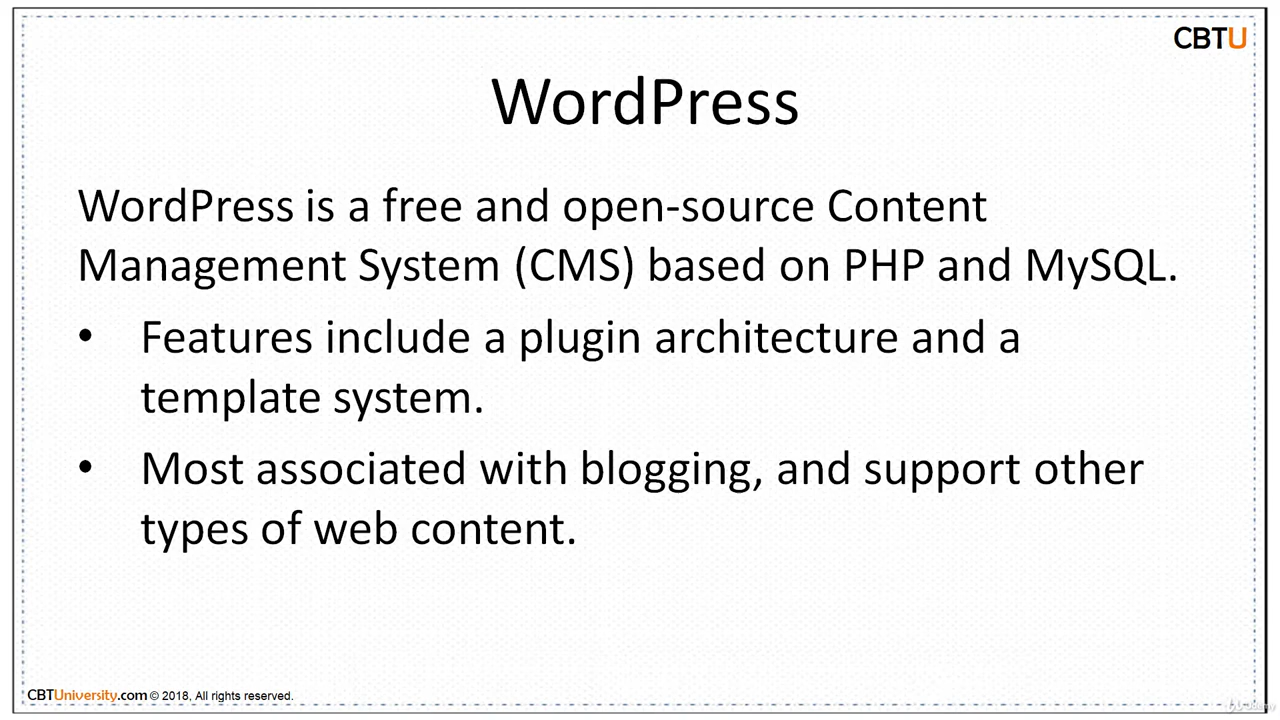 CBTU
WordPress
WordPress is a free and open-source Content
Management System (CMS) based on PHP and MySQL.
• Features include a plugin architecture and a
template system.
• Most associated with blogging, and support other
types of web content.
CBTUniversity.com © 2018, All rights reserved.